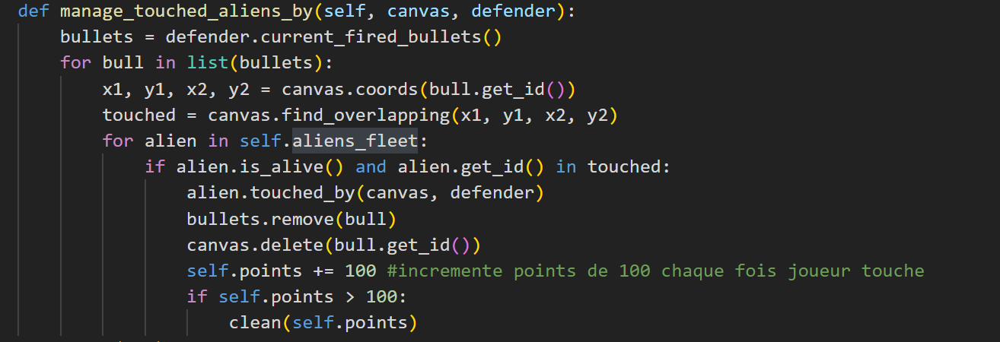 def manage_touched_aliens_by(self, canvas, defender):
    bullets = defender.current_fired_bullets()
    for bull in list(bullets):
        x1, y1, x2, y2 = canvas.coords(bull.get_id())
        touched = canvas.find_overlapping(x1, y1, x2, y2)
        for alien in self.aliens_fleet:
            if alien.is_alive() and alien.get_id() in touched:
                alien.touched_by(canvas, defender)
                bullets.remove(bull)
                canvas.delete(bull.get_id())
                self.points += 100 #incremente points de 100 chaque fois joueur touche
                if self.points > 100:
                    clean(self.points)